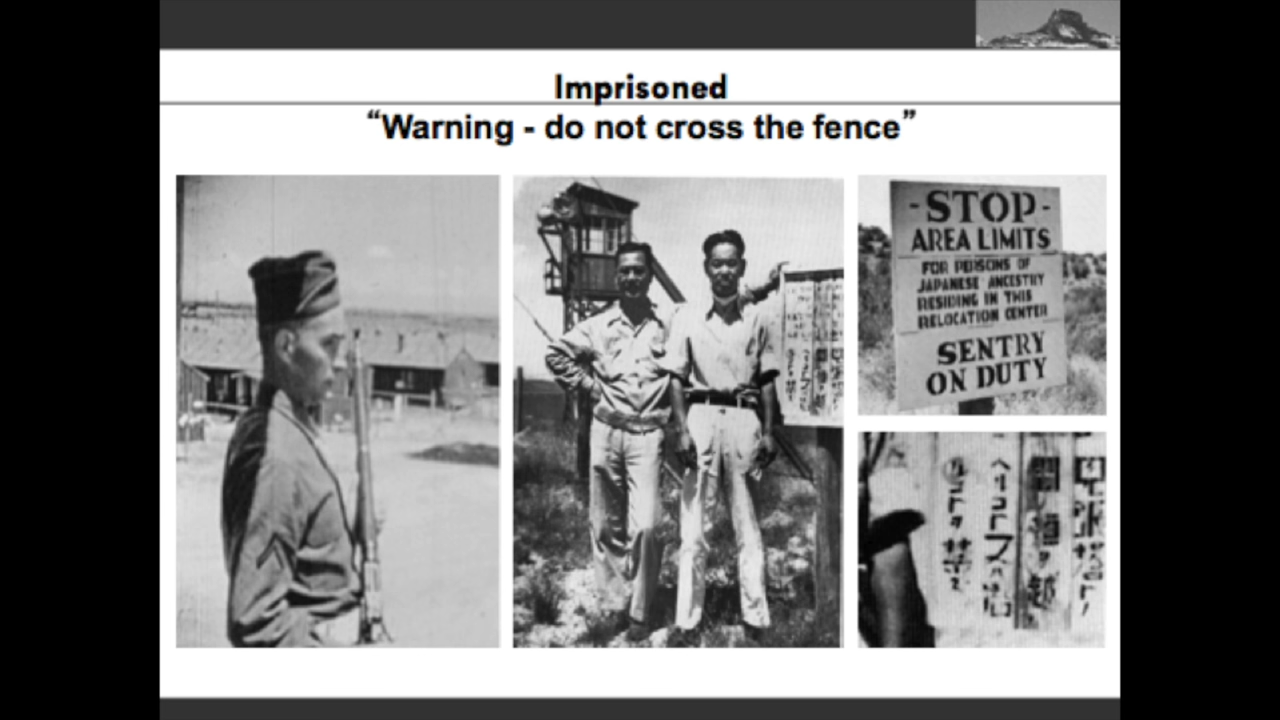 Imprisoned
“Warning - do not cross the fence”
-STOP-
AREA LIMITS
FOR PERSONS OF
JAPANESE ANCESTRY
RESIDING IN THIS
RELOCATION CENTER
SENTRY
ON DUTY